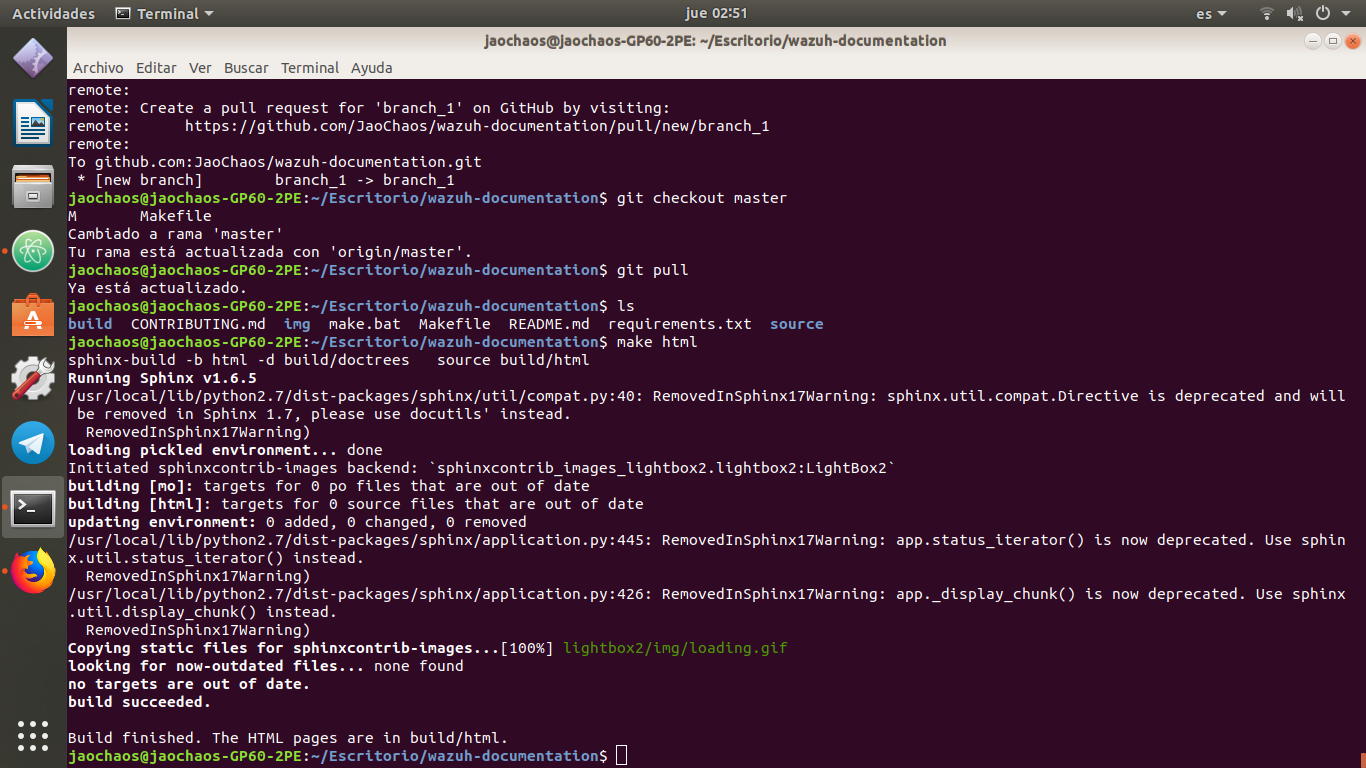 Actividades Terminal jue 02:51 es
jaochaos@jaochaos-GP60-2PE: ~/Escritorio/wazuh-documentation
Archivo Editar Ver Buscar Terminal Ayuda
remote:
remote: Create a pull request for 'branch_1' on GitHub by visiting:
remote:      https://github.com/JaoChaos/wazuh-documentation/pull/new/branch_1
remote:
To github.com:JaoChaos/wazuh-documentation.git
 * [new branch]        branch_1 -> branch_1
jaochaos@jaochaos-GP60-2PE:~/Escritorio/wazuh-documentation$ git checkout master
M       Makefile
Cambiado a rama 'master'
Tu rama está actualizada con 'origin/master'.
jaochaos@jaochaos-GP60-2PE:~/Escritorio/wazuh-documentation$ git pull
Ya está actualizado.
jaochaos@jaochaos-GP60-2PE:~/Escritorio/wazuh-documentation$ ls
build  CONTRIBUTING.md  img  make.bat  Makefile  README.md  requirements.txt  source
jaochaos@jaochaos-GP60-2PE:~/Escritorio/wazuh-documentation$ make html
sphinx-build -b html -d build/doctrees   source build/html
Running Sphinx v1.6.5
/usr/local/lib/python2.7/dist-packages/sphinx/util/compat.py:40: RemovedInSphinx17Warning: sphinx.util.compat.Directive is deprecated and will
 be removed in Sphinx 1.7, please use docutils' instead.
  RemovedInSphinx17Warning)
loading pickled environment... done
Initiated sphinxcontrib-images backend: `sphinxcontrib_images_lightbox2.lightbox2:LightBox2`
building [mo]: targets for 0 po files that are out of date
building [html]: targets for 0 source files that are out of date
updating environment: 0 added, 0 changed, 0 removed
/usr/local/lib/python2.7/dist-packages/sphinx/application.py:445: RemovedInSphinx17Warning: app.status_iterator() is now deprecated. Use sphin
x.util.status_iterator() instead.
  RemovedInSphinx17Warning)
/usr/local/lib/python2.7/dist-packages/sphinx/application.py:426: RemovedInSphinx17Warning: app._display_chunk() is now deprecated. Use sphinx
.util.display_chunk() instead.
  RemovedInSphinx17Warning)
Copying static files for sphinxcontrib-images...[100%] lightbox2/img/loading.gif
looking for now-outdated files... none found
no targets are out of date.
build succeeded.
Build finished. The HTML pages are in build/html.
jaochaos@jaochaos-GP60-2PE:~/Escritorio/wazuh-documentation$